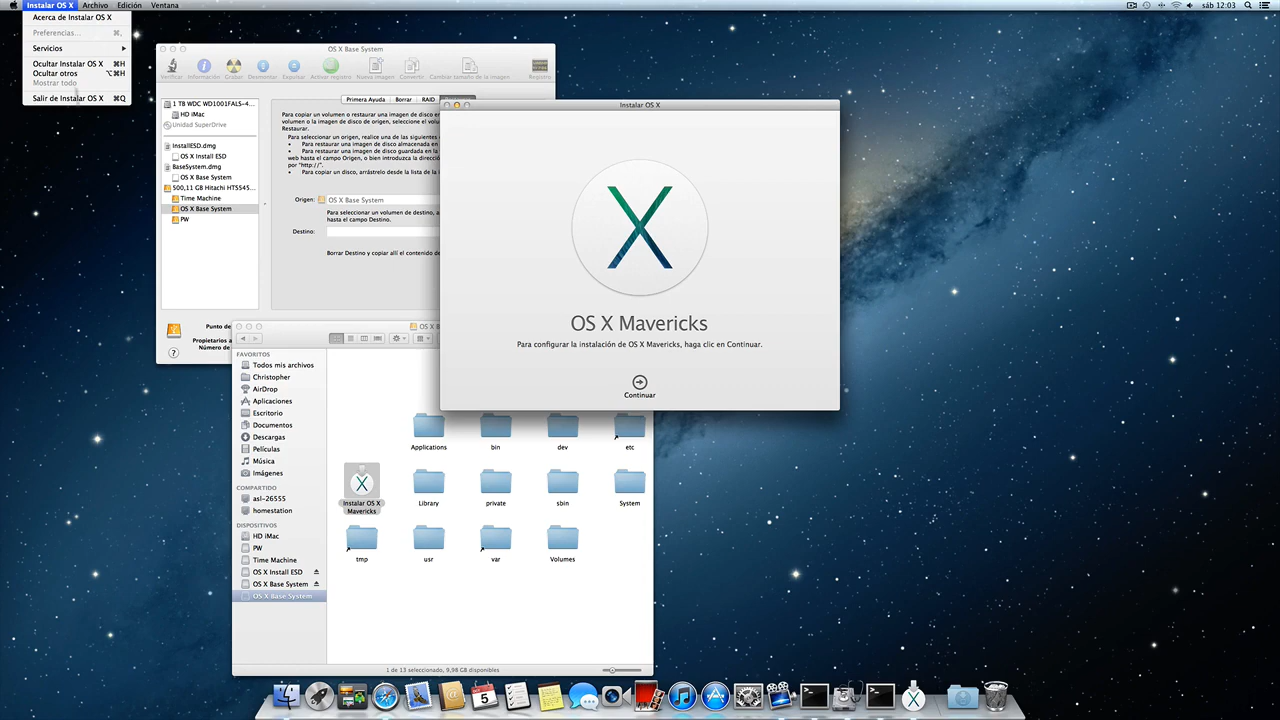 Instalar OS X Archivo Edición Ventana
sáb 12:03
Acerca de Instalar OS X
Preferencias... ⌘,
Servicios
Ocultar Instalar OS X ⌘H
Ocultar otros ⌥⌘H
Mostrar todo
Salir de Instalar OS X ⌘Q
OS X Base System
Verificar Información Grabar Desmontar Expulsar Activar registro Nueva imagen Convertir Cambiar tamaño de la imagen Registro
Primera Ayuda Borrar RAID
1 TB WDC WD1001FALS-4...
HD iMac
Unidad SuperDrive
InstallESD.dmg
OS X Install ESD
BaseSystem.dmg
OS X Base System
500,11 GB Hitachi HTS545...
Time Machine
OS X Base System
PW
Para copiar un volumen o restaurar una imagen de disco en
volumen o la imagen de disco de origen, seleccione el volum
Restaurar.
Para seleccionar un origen, realice una de las siguientes
• Para restaurar una imagen de disco almacenada en
• Para restaurar una imagen de disco guardada en la
web hasta el campo Origen, o bien introduzca la direcció
por "http://".
• Para copiar un disco, arrástrelo desde la lista de la i
Origen: OS X Base System
Para seleccionar un volumen de destino, a
hasta el campo Destino.
Destino:
Borrar Destino y copiar allí el contenido de
Punto de
Propietarios a
Número de
Instalar OS X
OS X Mavericks
Para configurar la instalación de OS X Mavericks, haga clic en Continuar.
Continuar
OS X B
FAVORITOS
Todos mis archivos
Christopher
AirDrop
Aplicaciones
Escritorio
Documentos
Descargas
Películas
Música
Imágenes
COMPARTIDO
asl-26555
homestation
DISPOSITIVOS
HD iMac
PW
Time Machine
OS X Install ESD
OS X Base System
OS X Base System
Applications bin dev etc
Instalar OS X
Mavericks
Library private sbin System
tmp usr var Volumes
1 de 13 seleccionado, 9,98 GB disponibles
5